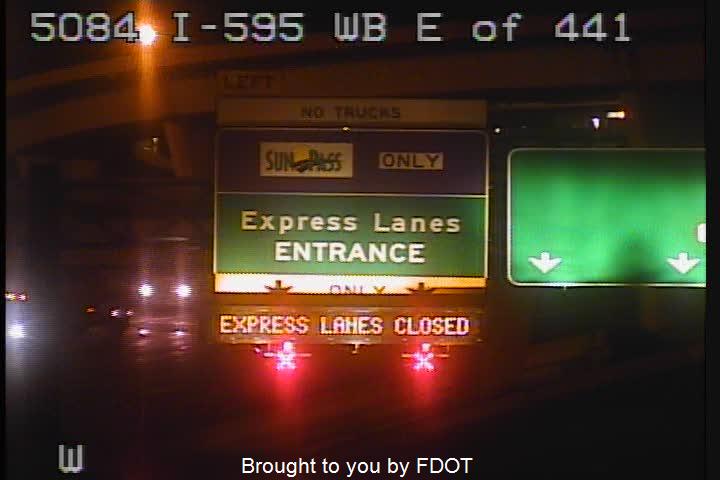 5084 I-595 WB E of 441
LEFT
NO TRUCKS
SUNPASS ONLY
Express Lanes
ENTRANCE
ONLY
EXPRESS LANES CLOSED
W
Brought to you by FDOT